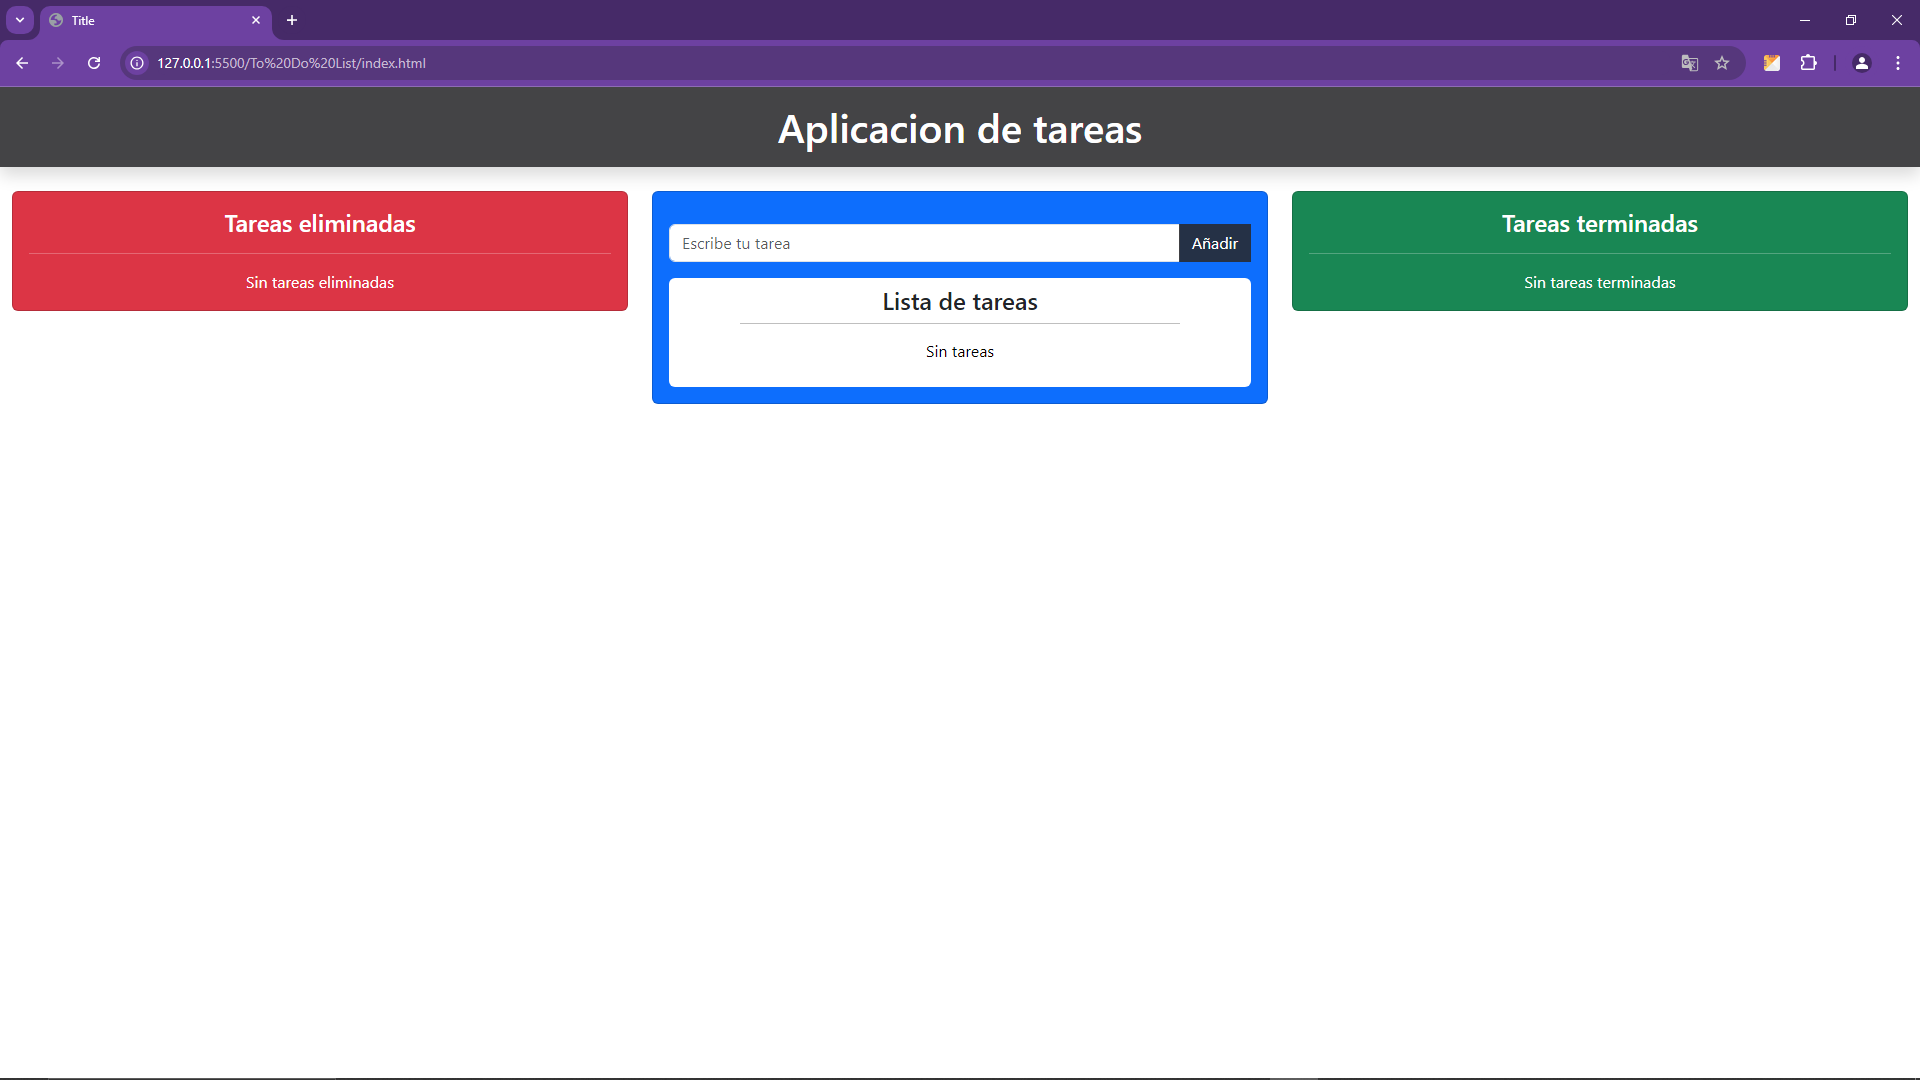 Title
127.0.0.1:5500/To%20Do%20List/index.html
Aplicacion de tareas
Tareas eliminadas
Sin tareas eliminadas
Escribe tu tarea
Añadir
Lista de tareas
Sin tareas
Tareas terminadas
Sin tareas terminadas